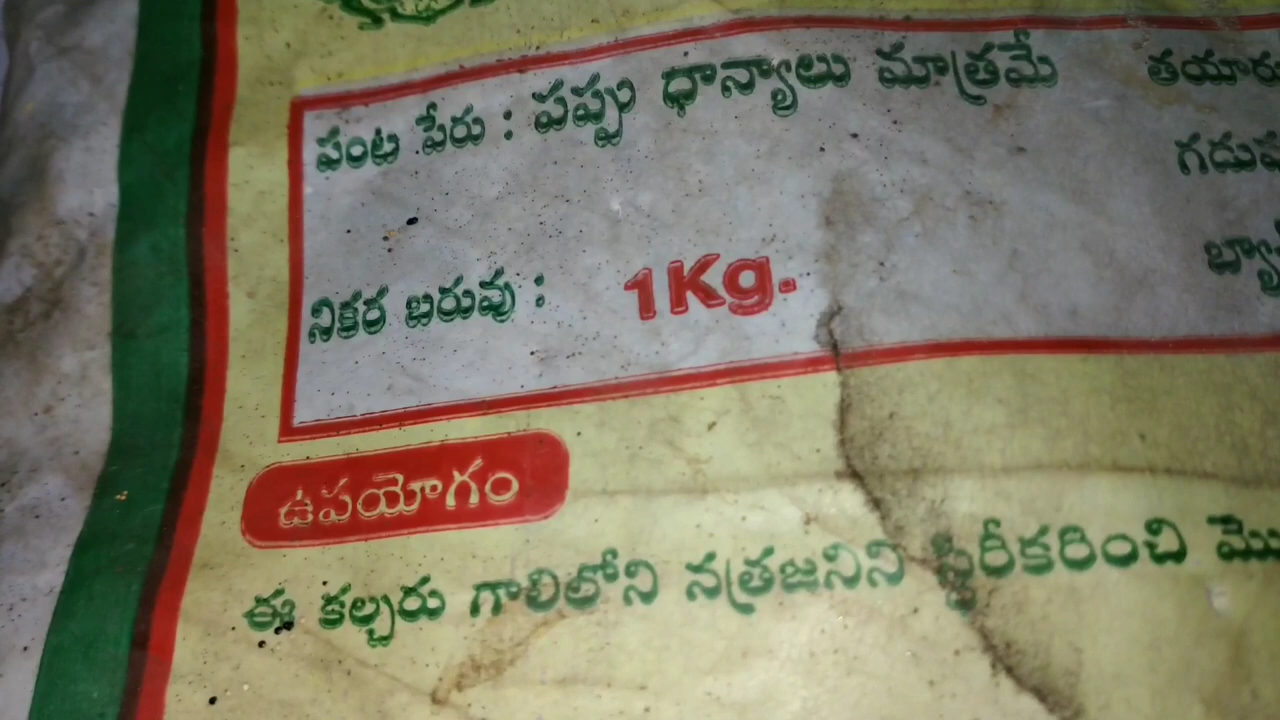 పంట పేరు : పప్పు ధాన్యాలు మాత్రమే
నికర బరువు : 1Kg.
ఉపయోగం
ఈ కల్చరు గాలిలోని నత్రజనిని స్థిరీకరించి